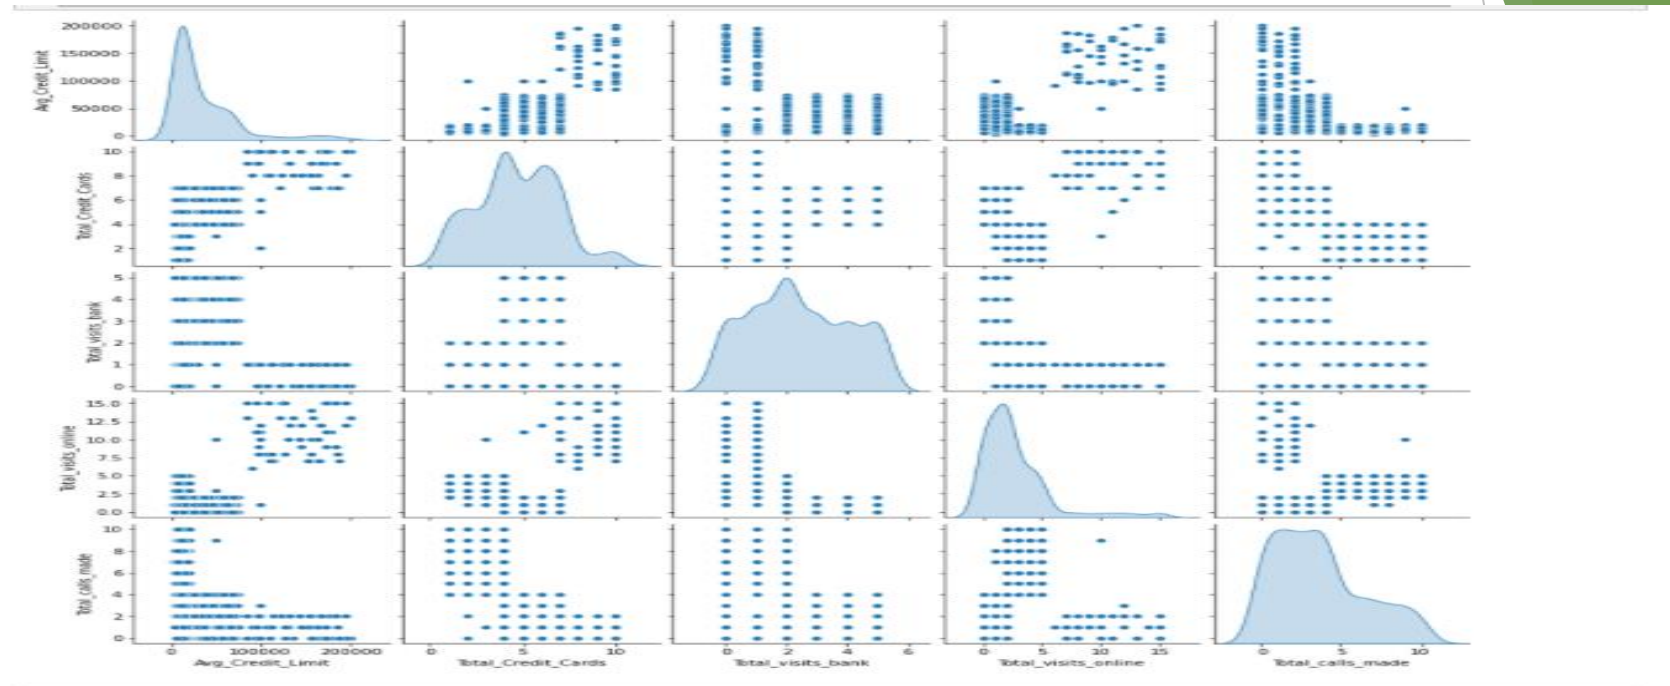 200000
150000
100000
50000
0
Avg_Credit_Limit
10
8
6
4
2
Total_Credit_Cards
5
4
3
2
1
0
Total_visits_bank
15.0
12.5
10.0
7.5
5.0
2.5
0.0
Total_visits_online
10
8
6
4
2
0
Total_calls_made
0 100000 200000
0 5 10
0 2 4 6
0 5 10 15
0 5 10
Avg_Credit_Limit
Total_Credit_Cards
Total_visits_bank
Total_visits_online
Total_calls_made